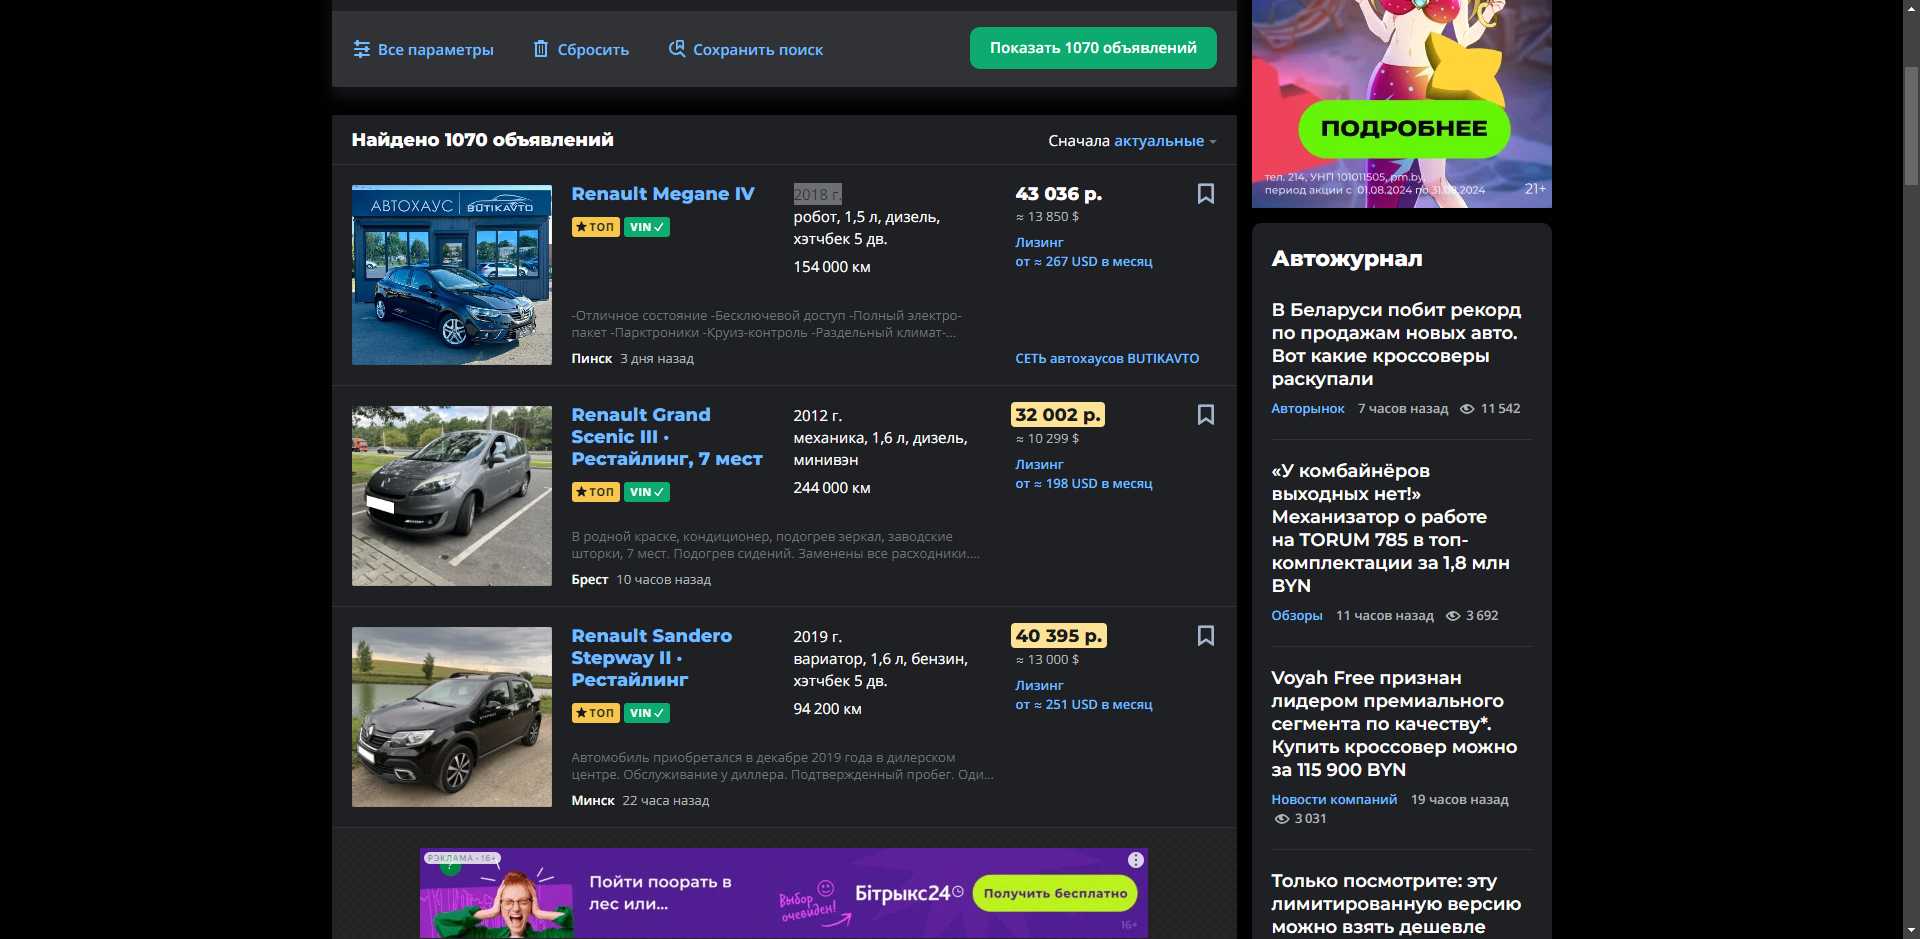 Все параметры
Сбросить
Сохранить поиск
Показать 1070 объявлений
Найдено 1070 объявлений
Сначала актуальные
АВТОХАУС BUTIKAVTO
Renault Megane IV
ТОП VIN
2018 г.
робот, 1,5 л, дизель,
хэтчбек 5 дв.
154 000 км
43 036 р.
≈ 13 850 $
Лизинг
от ≈ 267 USD в месяц
-Отличное состояние -Бесключевой доступ -Полный электро-
пакет -Парктроники -Круиз-контроль -Раздельный климат-...
Пинск 3 дня назад
СЕТЬ автохаусов BUTIKAVTO
Renault Grand
Scenic III ·
Рестайлинг, 7 мест
ТОП VIN
2012 г.
механика, 1,6 л, дизель,
минивэн
244 000 км
32 002 р.
≈ 10 299 $
Лизинг
от ≈ 198 USD в месяц
В родной краске, кондиционер, подогрев зеркал, заводские
шторки, 7 мест. Подогрев сидений. Заменены все расходники....
Брест 10 часов назад
Renault Sandero
Stepway II ·
Рестайлинг
ТОП VIN
2019 г.
вариатор, 1,6 л, бензин,
хэтчбек 5 дв.
94 200 км
40 395 р.
≈ 13 000 $
Лизинг
от ≈ 251 USD в месяц
Автомобиль приобретался в декабре 2019 года в дилерском
центре. Обслуживание у диллера. Подтвержденный пробег. Оди...
Минск 22 часа назад
РЭКЛАМА • 16+
Пойти поорать в
лес или...
Выбор
очевиден!
Бiтрыкс24
Получить бесплатно
16+
ПОДРОБНЕЕ
тел. 214, УНП 101011505, pm.by,
период акции с 01.08.2024 по 31.08.2024
21+
Автожурнал
В Беларуси побит рекорд
по продажам новых авто.
Вот какие кроссоверы
раскупали
Авторынок 7 часов назад 11 542
«У комбайнёров
выходных нет!»
Механизатор о работе
на TORUM 785 в топ-
комплектации за 1,8 млн
BYN
Обзоры 11 часов назад 3 692
Voyah Free признан
лидером премиального
сегмента по качеству*.
Купить кроссовер можно
за 115 900 BYN
Новости компаний 19 часов назад
3 031
Только посмотрите: эту
лимитированную версию
можно взять дешевле